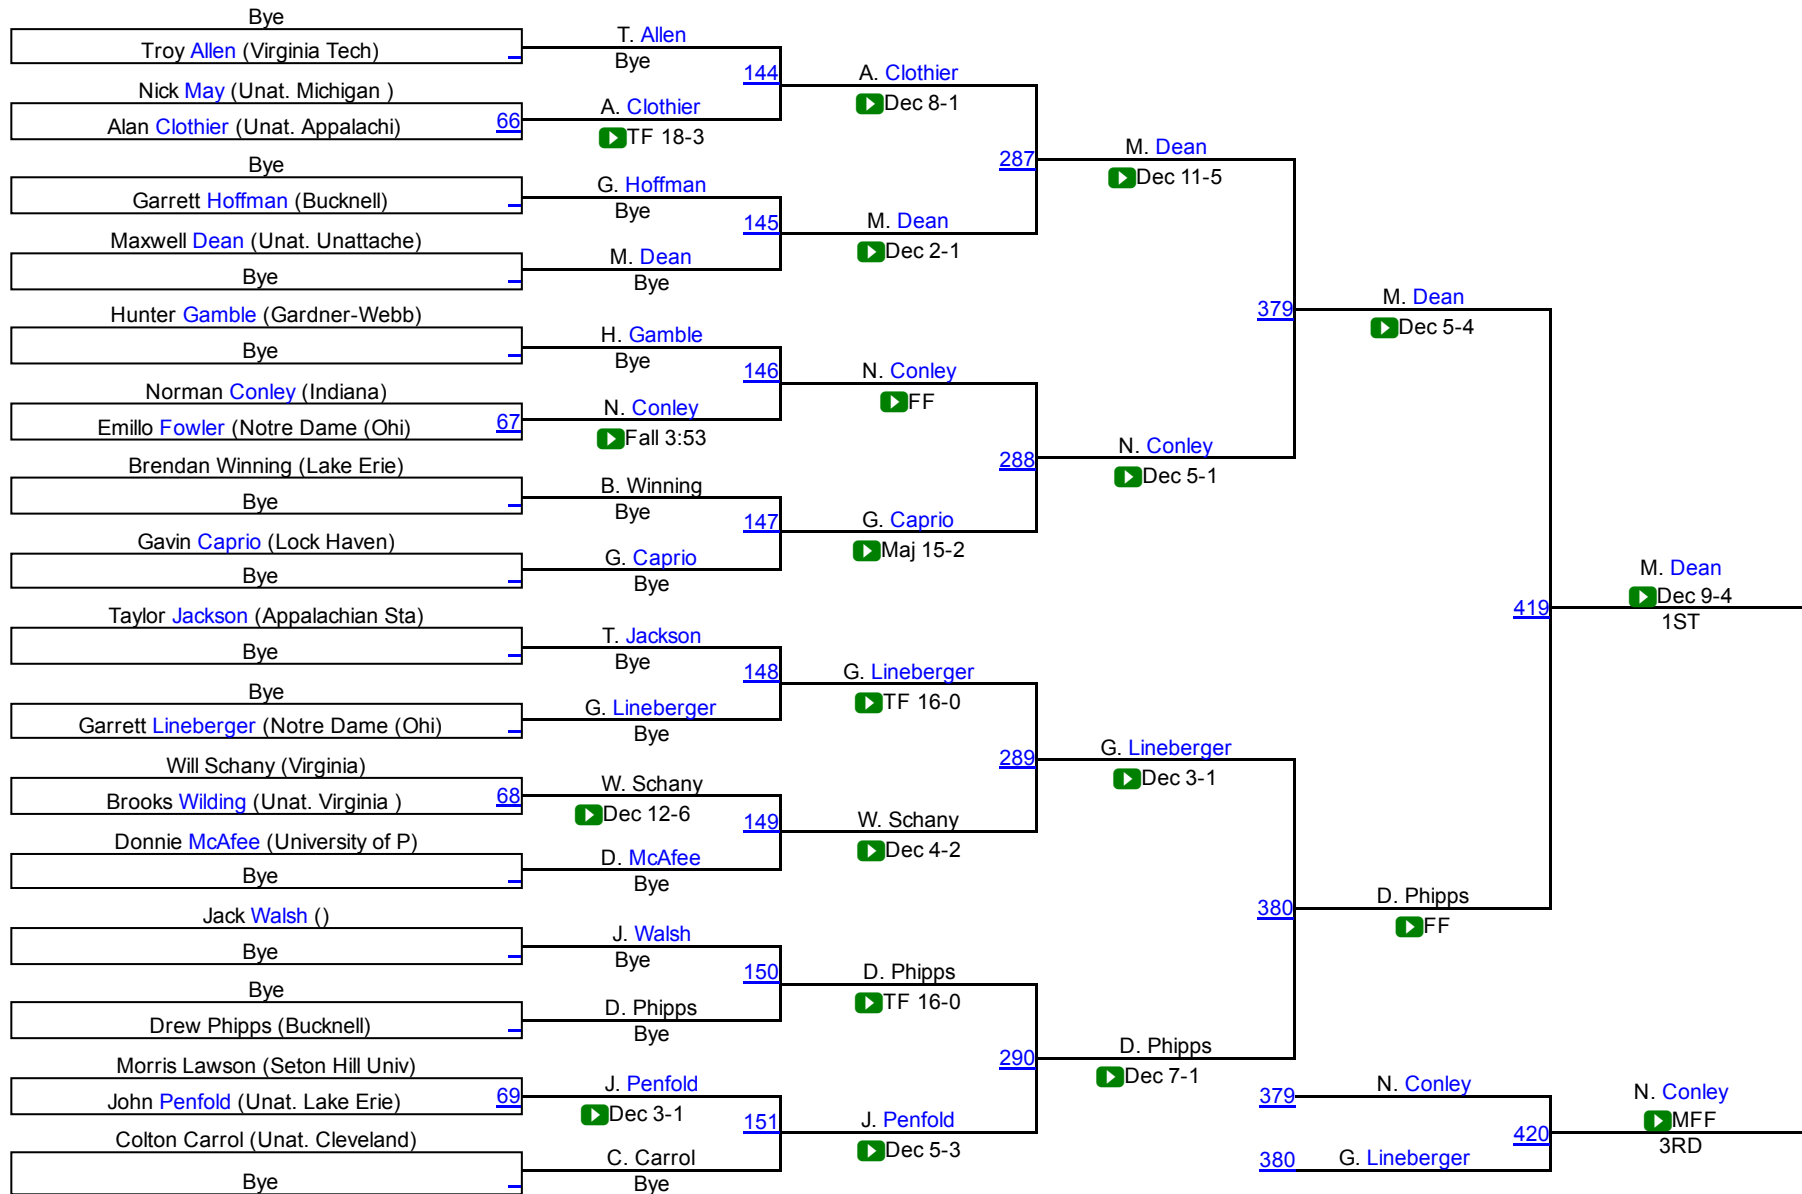 Bye
Troy Allen (Virginia Tech)
Nick May (Unat. Michigan )
Alan Clothier (Unat. Appalachi) 66
Bye
Garrett Hoffman (Bucknell)
Maxwell Dean (Unat. Unattache)
Bye
Hunter Gamble (Gardner-Webb)
Bye
Norman Conley (Indiana)
Emillo Fowler (Notre Dame (Ohi) 67
Brendan Winning (Lake Erie)
Bye
Gavin Caprio (Lock Haven)
Bye
Taylor Jackson (Appalachian Sta)
Bye
Bye
Garrett Lineberger (Notre Dame (Ohi)
Will Schany (Virginia)
Brooks Wilding (Unat. Virginia ) 68
Donnie McAfee (University of P)
Bye
Jack Walsh ()
Bye
Bye
Drew Phipps (Bucknell)
Morris Lawson (Seton Hill Univ)
John Penfold (Unat. Lake Erie) 69
Colton Carrol (Unat. Cleveland)
Bye
T. Allen
Bye
144
A. Clothier
TF 18-3
G. Hoffman
Bye
145
M. Dean
Bye
H. Gamble
Bye
146
N. Conley
Fall 3:53
B. Winning
Bye
147
G. Caprio
Bye
T. Jackson
Bye
148
G. Lineberger
Bye
W. Schany
Dec 12-6
149
D. McAfee
Bye
J. Walsh
Bye
150
D. Phipps
Bye
J. Penfold
Dec 3-1
151
C. Carrol
Bye
A. Clothier
Dec 8-1
287
M. Dean
Dec 2-1
N. Conley
FF
288
G. Caprio
Maj 15-2
G. Lineberger
TF 16-0
289
W. Schany
Dec 4-2
D. Phipps
TF 16-0
290
J. Penfold
Dec 5-3
M. Dean
Dec 11-5
379
N. Conley
Dec 5-1
G. Lineberger
Dec 3-1
380
D. Phipps
Dec 7-1
M. Dean
Dec 5-4
419
D. Phipps
FF
M. Dean
Dec 9-4
1ST
379 N. Conley
420
380 G. Lineberger
N. Conley
MFF
3RD